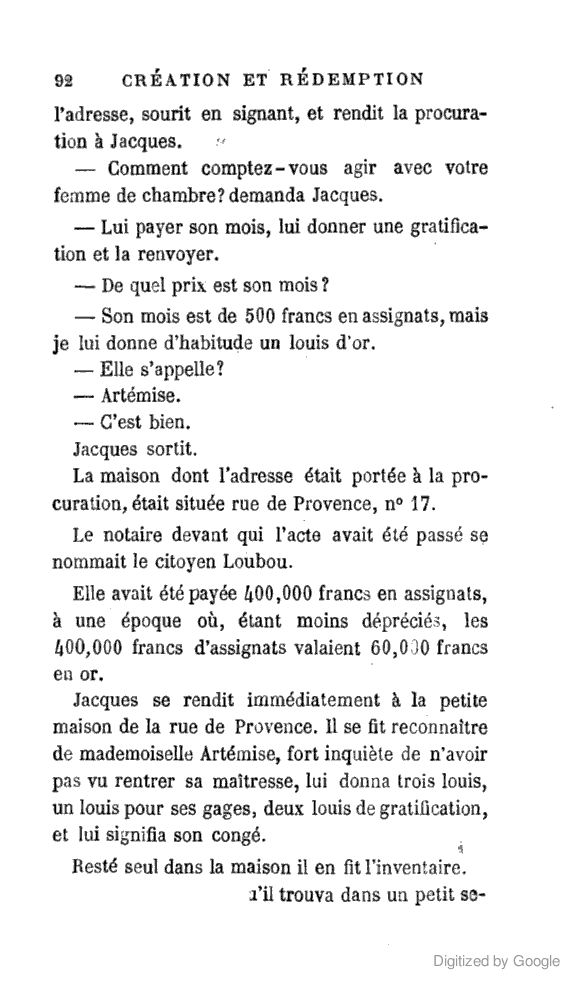 92 CRÉATION ET RÉDEMPTION
l'adresse, sourit en signant, et rendit la procura-
tion à Jacques.
— Comment comptez-vous agir avec votre
femme de chambre? demanda Jacques.
— Lui payer son mois, lui donner une gratifica-
tion et la renvoyer.
— De quel prix est son mois?
— Son mois est de 500 francs en assignats, mais
je lui donne d'habitude un louis d'or.
— Elle s'appelle?
— Artémise.
— C'est bien.
Jacques sortit.
La maison dont l'adresse était portée à la pro-
curation, était située rue de Provence, nº 17.
Le notaire devant qui l'acte avait été passé se
nommait le citoyen Loubou.
Elle avait été payée 400,000 francs en assignats,
à une époque où, étant moins dépréciés, les
400,000 francs d'assignats valaient 60,000 francs
en or.
Jacques se rendit immédiatement à la petite
maison de la rue de Provence. Il se fit reconnaître
de mademoiselle Artémise, fort inquiète de n'avoir
pas vu rentrer sa maîtresse, lui donna trois louis,
un louis pour ses gages, deux louis de gratification,
et lui signifia son congé.
Resté seul dans la maison il en fit l'inventaire.
'il trouva dans un petit se-
Digitized by Google